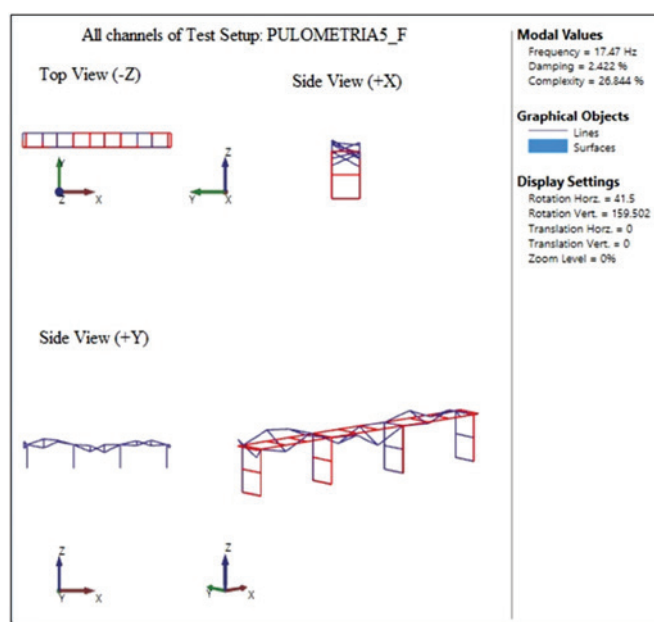 All channels of Test Setup: PULOMETRIA5_F
Top View (-Z)
Side View (+X)
Y
Z X
Z
Y X
Side View (+Y)
Z
Y X
Z
Y X
Modal Values
Frequency = 17.47 Hz
Damping = 2.422 %
Complexity = 26.844 %
Graphical Objects
Lines
Surfaces
Display Settings
Rotation Horz. = 41.5
Rotation Vert. = 159.502
Translation Horz. = 0
Translation Vert. = 0
Zoom Level = 0%